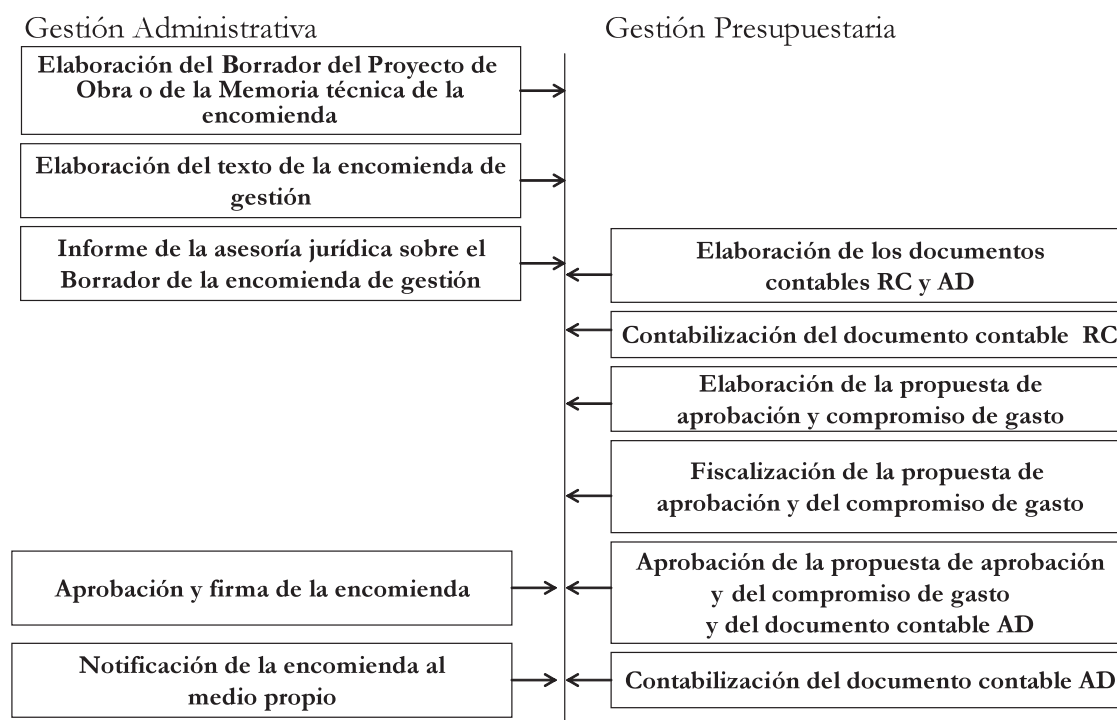 Gestión Administrativa
Elaboración del Borrador del Proyecto de
Obra o de la Memoria técnica de la
encomienda
Elaboración del texto de la encomienda de
gestión
Informe de la asesoría jurídica sobre el
Borrador de la encomienda de gestión
Aprobación y firma de la encomienda
Notificación de la encomienda al
medio propio
Gestión Presupuestaria
Elaboración de los documentos
contables RC y AD
Contabilización del documento contable RC
Elaboración de la propuesta de
aprobación y compromiso de gasto
Fiscalización de la propuesta de
aprobación y del compromiso de gasto
Aprobación de la propuesta de aprobación
y del compromiso de gasto
y del documento contable AD
Contabilización del documento contable AD